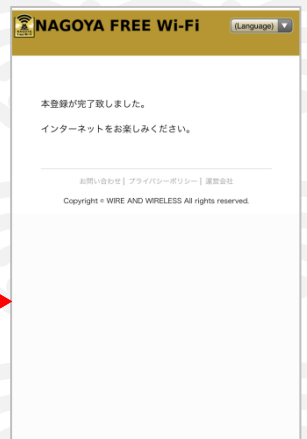 NAGOYA FREE Wi-Fi
(Language)
本登録が完了致しました。
インターネットをお楽しみください。
お問い合わせ| プライバシーポリシー| 運営会社
Copyright © WIRE AND WIRELESS All rights reserved.